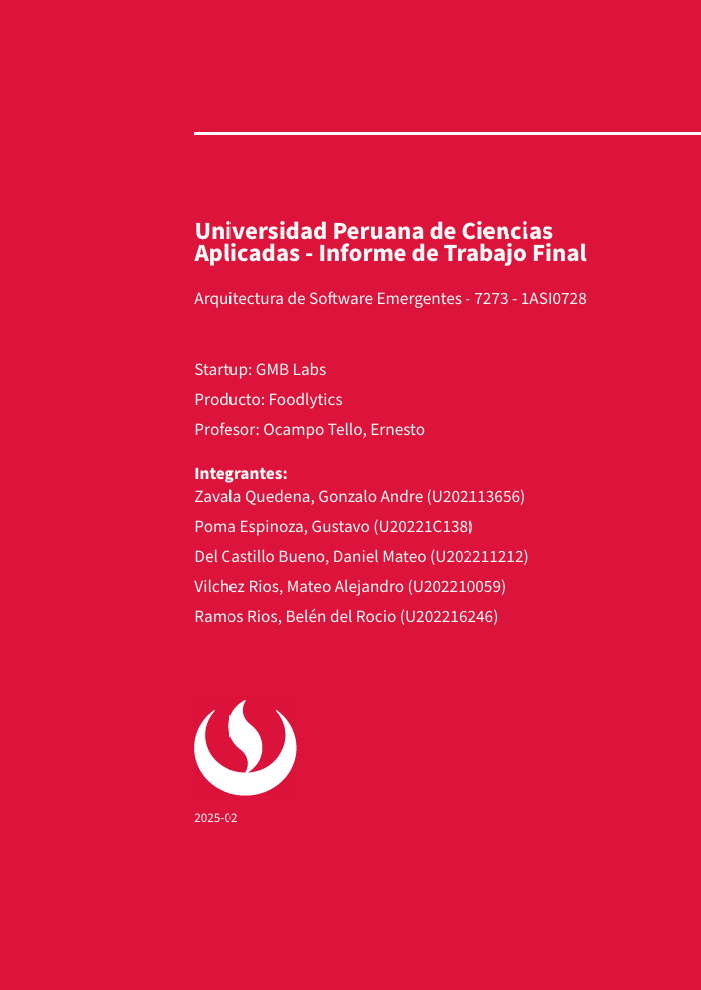 Universidad Peruana de Ciencias
Aplicadas - Informe de Trabajo Final
Arquitectura de Software Emergentes - 7273 - 1ASI0728
Startup: GMB Labs
Producto: Foodlytics
Profesor: Ocampo Tello, Ernesto
Integrantes:
Zavala Quedena, Gonzalo Andre (U202113656)
Poma Espinoza, Gustavo (U20221C138)
Del Castillo Bueno, Daniel Mateo (U202211212)
Vilchez Rios, Mateo Alejandro (U202210059)
Ramos Rios, Belén del Rocio (U202216246)
2025-02